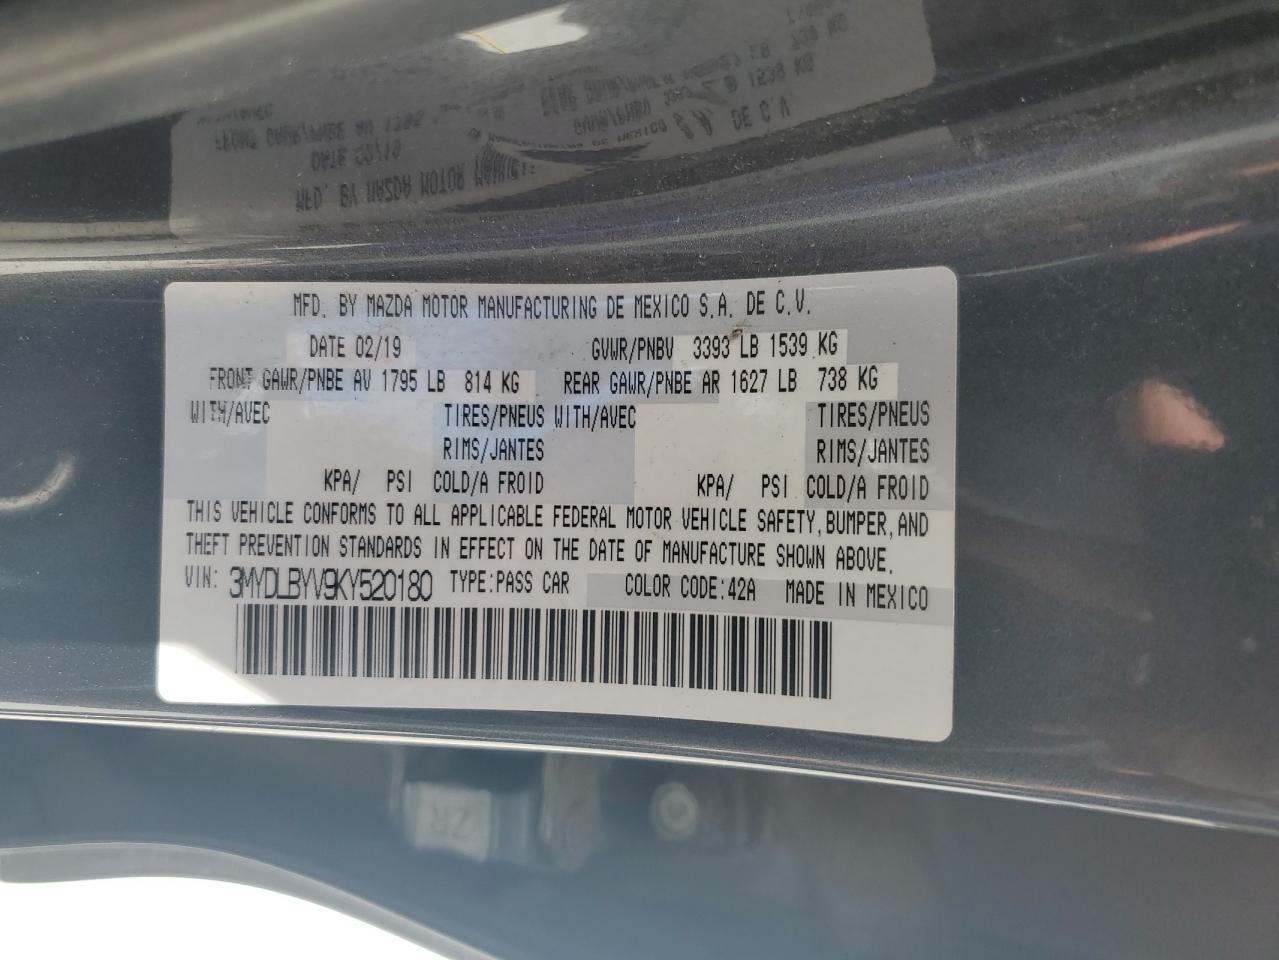 MFD. BY MAZDA MOTOR MANUFACTURING DE MEXICO S.A. DE C.V.
DATE 02/19 GVWR/PNBV 3393 LB 1539 KG
FRONT GAWR/PNBE AV 1795 LB 814 KG REAR GAWR/PNBE AR 1627 LB 738 KG
WITH/AVEC TIRES/PNEUS WITH/AVEC TIRES/PNEUS
RIMS/JANTES RIMS/JANTES
KPA/ PSI COLD/A FROID KPA/ PSI COLD/A FROID
THIS VEHICLE CONFORMS TO ALL APPLICABLE FEDERAL MOTOR VEHICLE SAFETY, BUMPER, AND
THEFT PREVENTION STANDARDS IN EFFECT ON THE DATE OF MANUFACTURE SHOWN ABOVE.
VIN: 3MYDLBYV9KY520180 TYPE: PASS CAR COLOR CODE: 42A MADE IN MEXICO